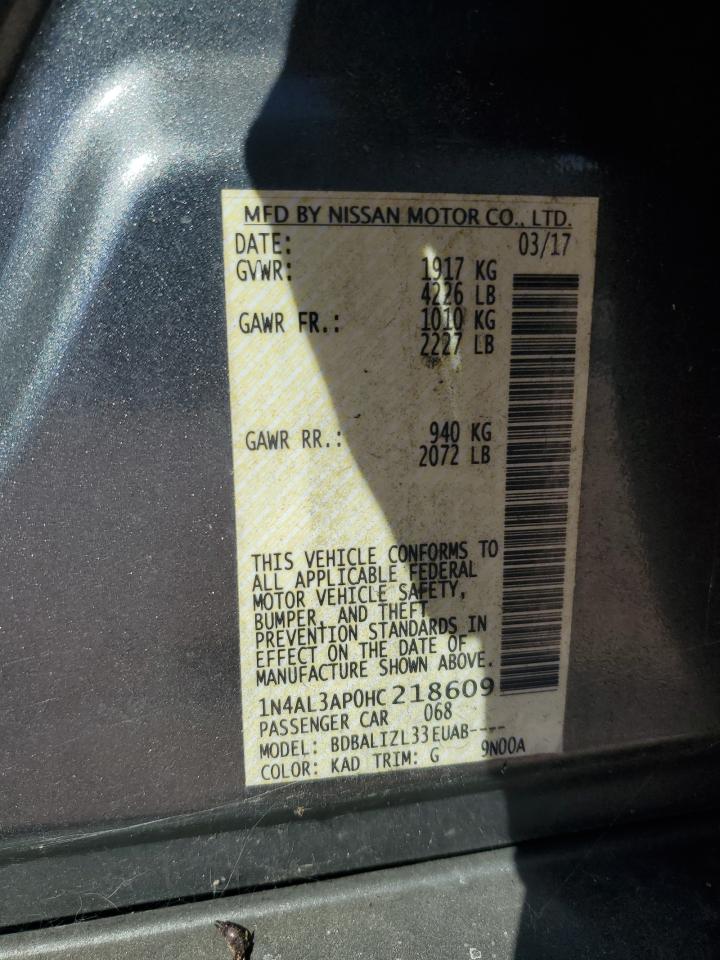 MFD BY NISSAN MOTOR CO., LTD.
DATE: 03/17
GVWR: 1917 KG
4226 LB
GAWR FR.: 1010 KG
2227 LB
GAWR RR.: 940 KG
2072 LB
THIS VEHICLE CONFORMS TO
ALL APPLICABLE FEDERAL
MOTOR VEHICLE SAFETY,
BUMPER, AND THEFT
PREVENTION STANDARDS IN
EFFECT ON THE DATE OF
MANUFACTURE SHOWN ABOVE.
1N4AL3AP0HC218609
PASSENGER CAR 068
MODEL: BDBALIZL33EUAB----
COLOR: KAD TRIM: G 9N00A